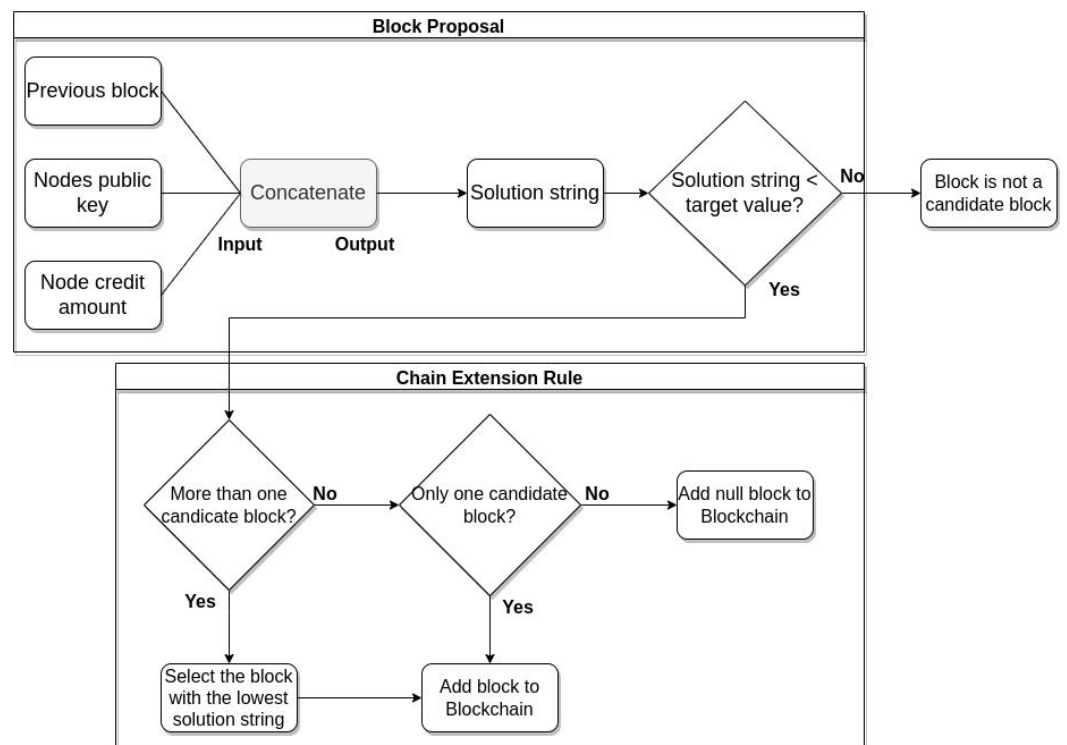 Block Proposal
Previous block
Nodes public
key
Node credit
amount
Concatenate
Input
Output
Solution string
Solution string <
target value?
No
Yes
Block is not a
candidate block
Chain Extension Rule
More than one
candicate block?
No
Yes
Only one candidate
block?
No
Yes
Add null block to
Blockchain
Select the block
with the lowest
solution string
Add block to
Blockchain